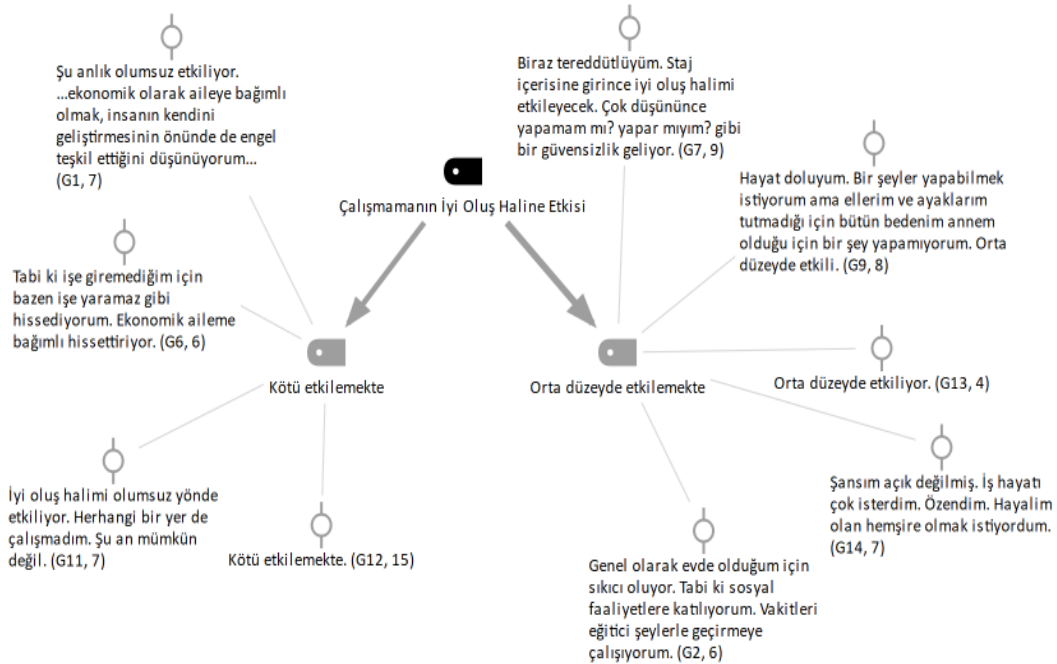 Şu anlık olumsuz etkiliyor.
...ekonomik olarak aileye bağımlı
olmak, insanın kendini
geliştirmesinin önünde de engel
teşkil ettiğini düşünüyorum...
(G1, 7)
Biraz tereddütlüyüm. Staj
içerisine girince iyi oluş halimi
etkileyecek. Çok düşününce
yapamam mı? yapar mıyım? gibi
bir güvensizlik geliyor. (G7, 9)
Çalışmamanın İyi Oluş Haline Etkisi
Hayat doluyum. Bir şeyler yapabilmek
istiyorum ama ellerim ve ayaklarım
tutmadığı için bütün bedenim annem
olduğu için bir şey yapamıyorum. Orta
düzeyde etkili. (G9, 8)
Tabi ki işe giremediğim için
bazen işe yaramaz gibi
hissediyorum. Ekonomik aileme
bağımlı hissettiriyor. (G6, 6)
Kötü etkilemekte
Orta düzeyde etkilemekte
Orta düzeyde etkiliyor. (G13, 4)
İyi oluş halimi olumsuz yönde
etkiliyor. Herhangi bir yer de
çalışmadım. Şu an mümkün
değil. (G11, 7)
Kötü etkilemekte. (G12, 15)
Şansım açık değilmiş. İş hayatı
çok isterdim. Özendim. Hayalim
olan hemşire olmak istiyordum.
(G14, 7)
Genel olarak evde olduğum için
sıkıcı oluyor. Tabi ki sosyal
faaliyetlere katılıyorum. Vakitleri
eğitici şeylerle geçirmeye
çalışıyorum. (G2, 6)